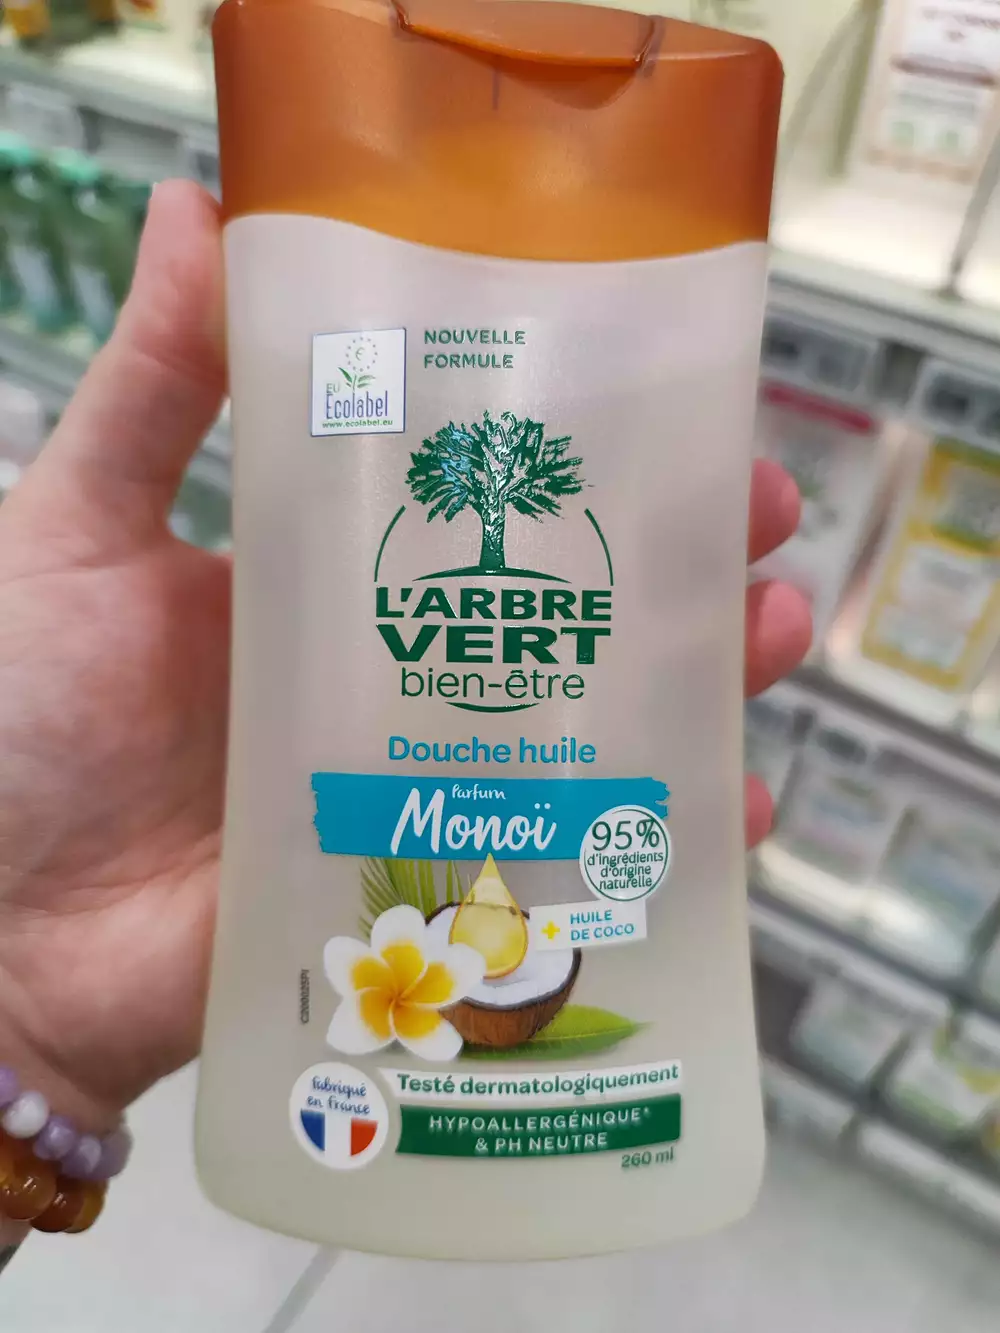 NOUVELLE
FORMULE
EU
Ecolabel
www.ecolabel.eu
L'ARBRE
VERT
bien-être
Douche huile
Parfum
Monoï
95%
d'ingrédients
d'origine
naturelle
+ HUILE
DE COCO
fabriqué
en france
Testé dermatologiquement
HYPOALLERGÉNIQUE*
& PH NEUTRE
260 ml